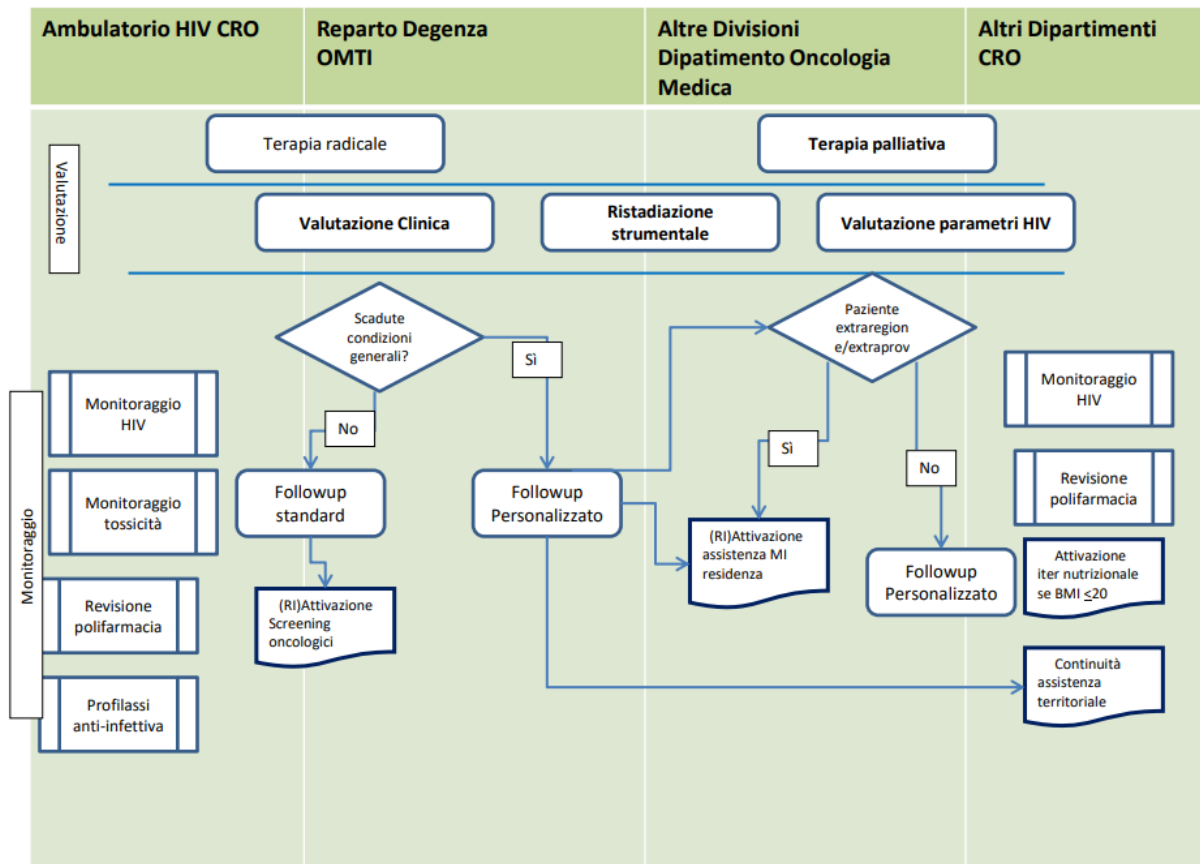 Ambulatorio HIV CRO
Reparto Degenza
OMTI
Altre Divisioni
Dipatimento Oncologia
Medica
Altri Dipartimenti
CRO
Valutazione
Terapia radicale
Terapia palliativa
Valutazione Clinica
Ristadiazione
strumentale
Valutazione parametri HIV
Scadute
condizioni
generali?
Sì
No
Paziente
extraregion
e/extraprov
Sì
No
Monitoraggio
Monitoraggio
HIV
Monitoraggio
tossicità
Revisione
polifarmacia
Profilassi
anti-infettiva
Followup
standard
(RI)Attivazione
Screening
oncologici
Followup
Personalizzato
(RI)Attivazione
assistenza MI
residenza
Followup
Personalizzato
Monitoraggio
HIV
Revisione
polifarmacia
Attivazione
iter nutrizionale
se BMI ≤20
Continuità
assistenza
territoriale